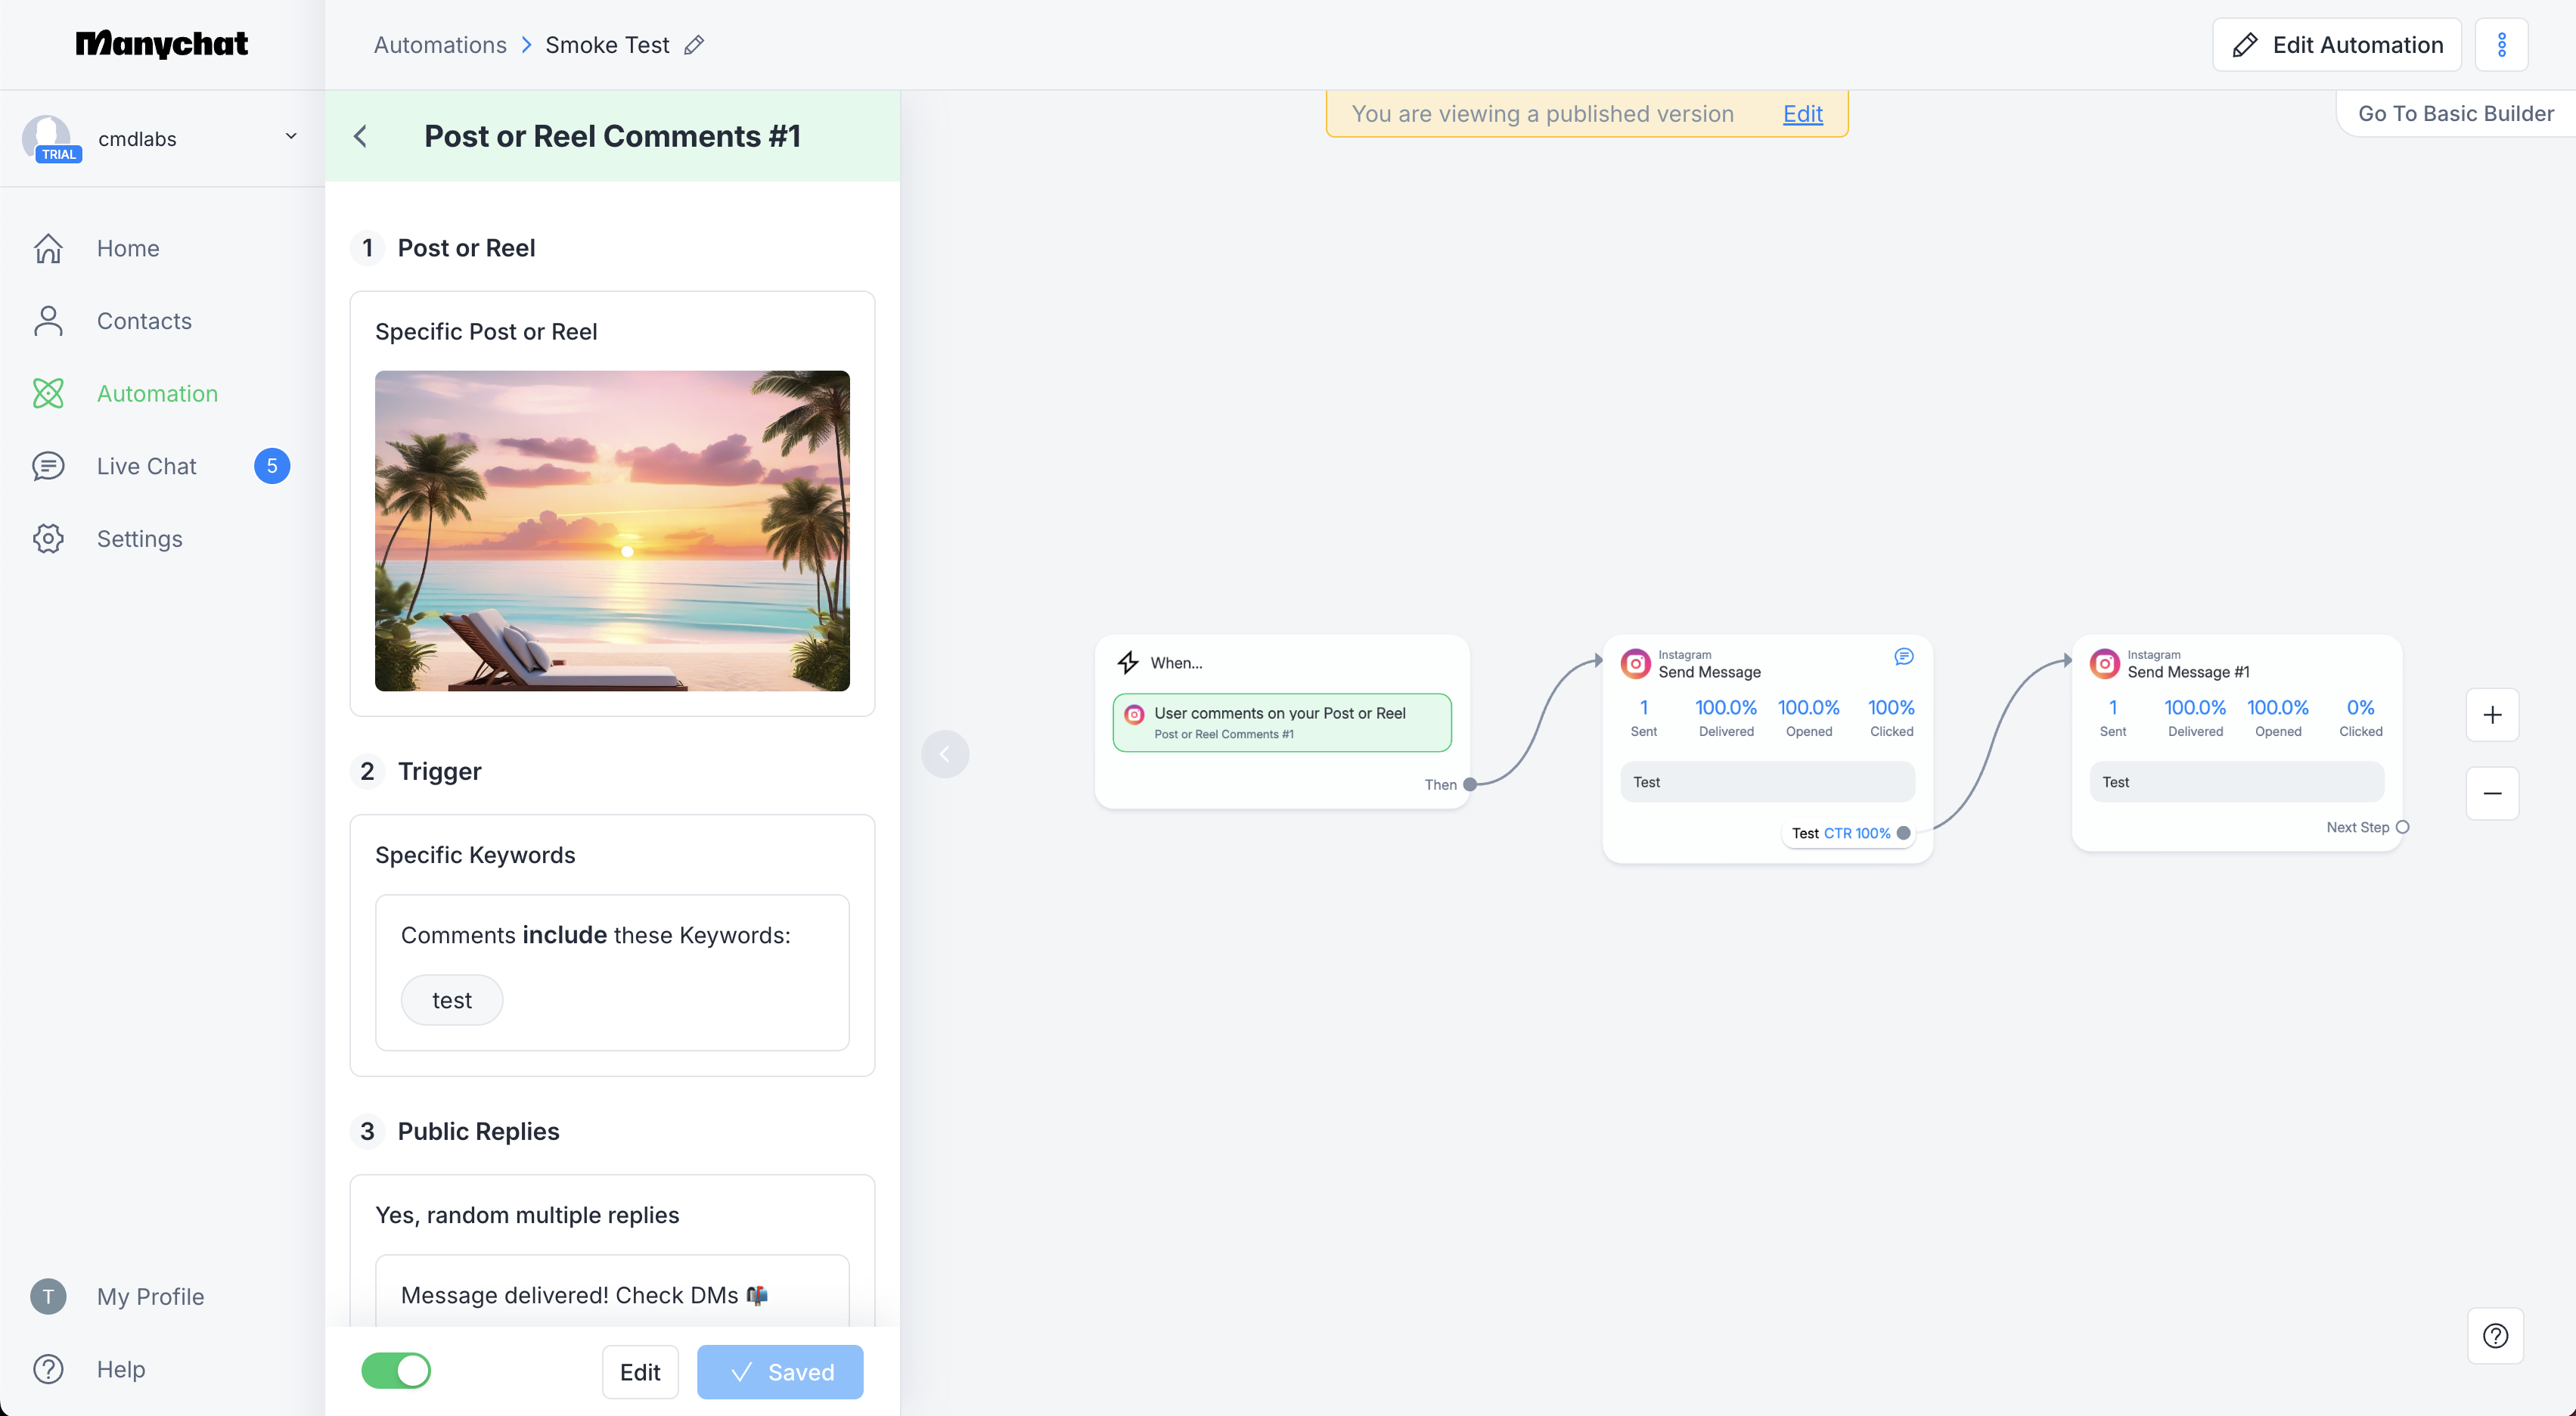 Manychat
Automations > Smoke Test
Edit Automation
TRIAL
cmdlabs
Home
Contacts
Automation
Live Chat 5
Settings
T My Profile
Help
Post or Reel Comments #1
1 Post or Reel
Specific Post or Reel
2 Trigger
Specific Keywords
Comments include these Keywords:
test
3 Public Replies
Yes, random multiple replies
Message delivered! Check DMs 📬
Edit
Saved
You are viewing a published version Edit
Go To Basic Builder
When...
User comments on your Post or Reel
Post or Reel Comments #1
Then
Instagram
Send Message
1 100.0% 100.0% 100%
Sent Delivered Opened Clicked
Test
Test CTR 100%
Instagram
Send Message #1
1 100.0% 100.0% 0%
Sent Delivered Opened Clicked
Test
Next Step